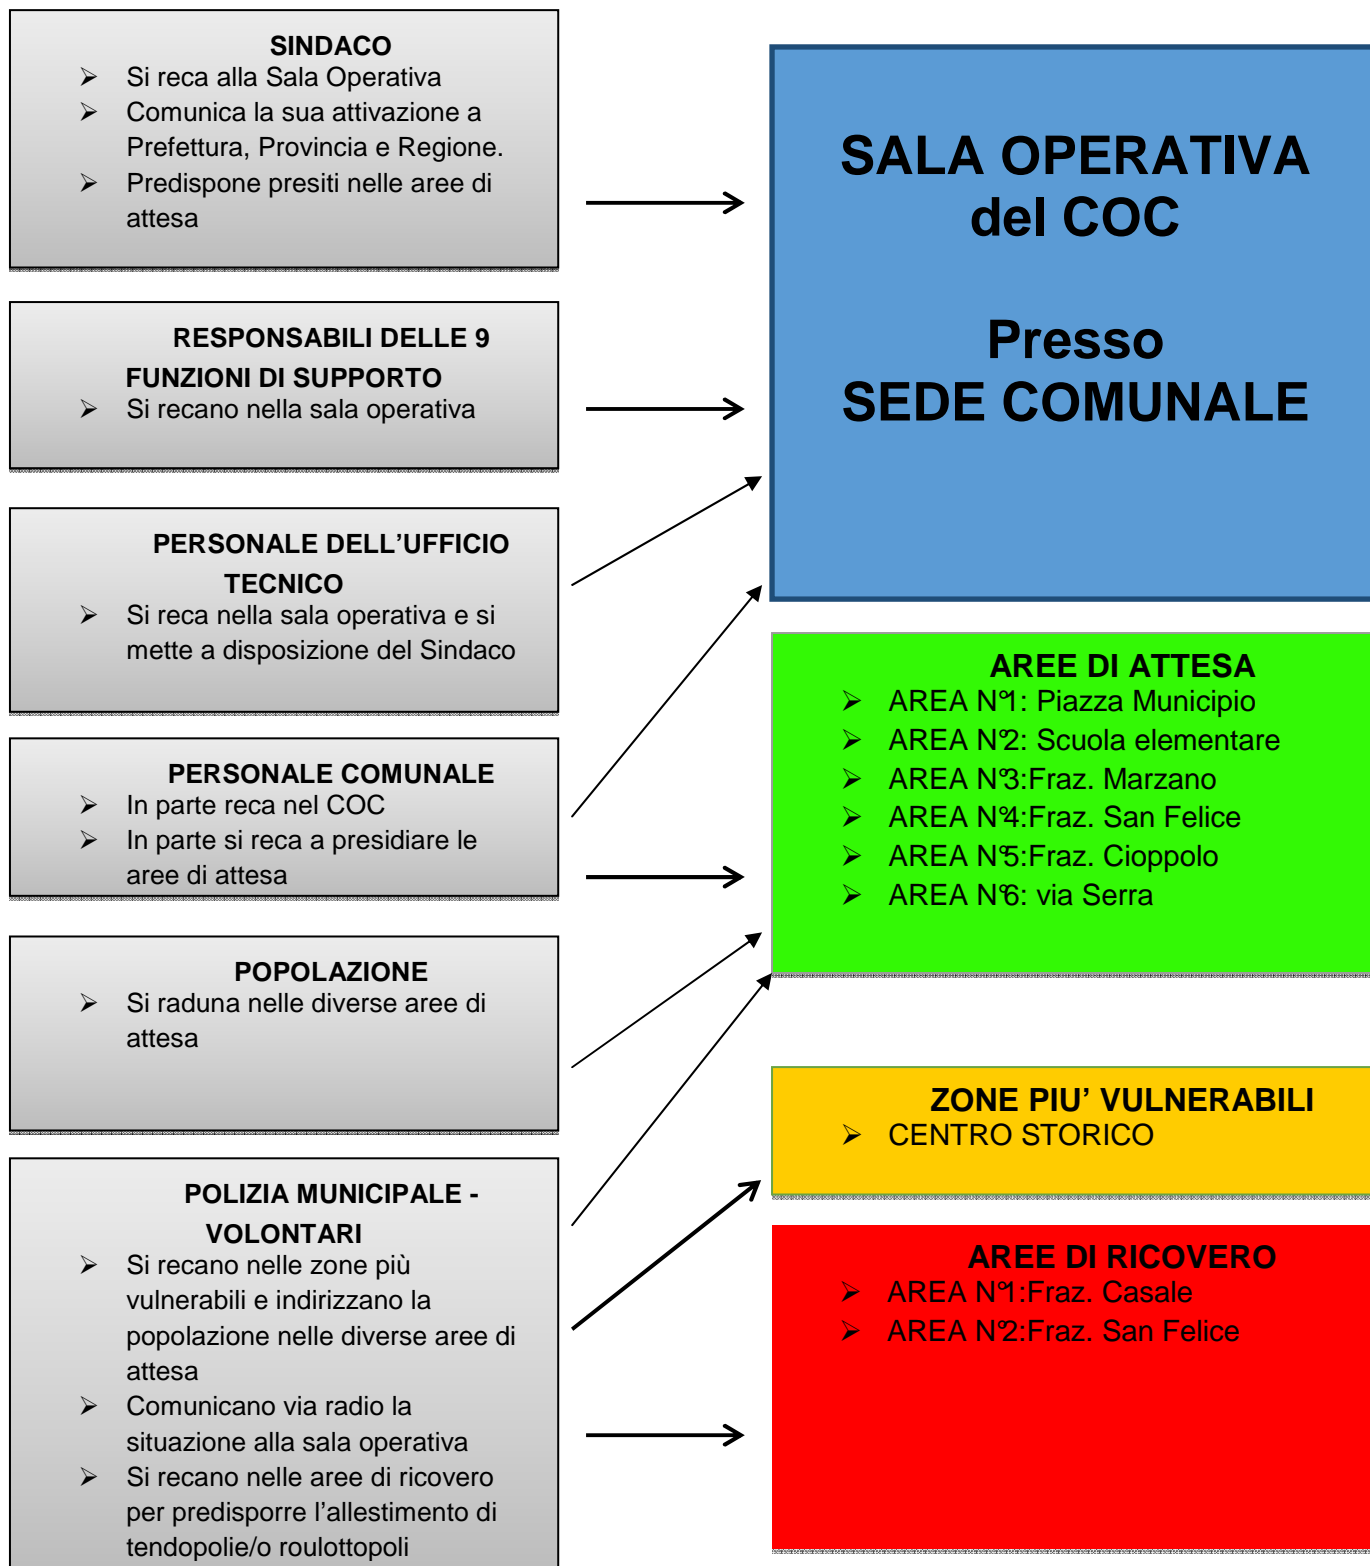 SINDACO
➢ Si reca alla Sala Operativa
➢ Comunica la sua attivazione a
Prefettura, Provincia e Regione.
➢ Predispone presiti nelle aree di
attesa
RESPONSABILI DELLE 9
FUNZIONI DI SUPPORTO
➢ Si recano nella sala operativa
PERSONALE DELL’UFFICIO
TECNICO
➢ Si reca nella sala operativa e si
mette a disposizione del Sindaco
PERSONALE COMUNALE
➢ In parte reca nel COC
➢ In parte si reca a presidiare le
aree di attesa
POPOLAZIONE
➢ Si raduna nelle diverse aree di
attesa
POLIZIA MUNICIPALE -
VOLONTARI
➢ Si recano nelle zone più
vulnerabili e indirizzano la
popolazione nelle diverse aree di
attesa
➢ Comunicano via radio la
situazione alla sala operativa
➢ Si recano nelle aree di ricovero
per predisporre l’allestimento di
tendopolie/o roulottopoli
SALA OPERATIVA
del COC
Presso
SEDE COMUNALE
AREE DI ATTESA
➢ AREA N°1: Piazza Municipio
➢ AREA N°2: Scuola elementare
➢ AREA N°3:Fraz. Marzano
➢ AREA N°4:Fraz. San Felice
➢ AREA N°5:Fraz. Cioppolo
➢ AREA N°6: via Serra
ZONE PIU’ VULNERABILI
➢ CENTRO STORICO
AREE DI RICOVERO
➢ AREA N°1:Fraz. Casale
➢ AREA N°2:Fraz. San Felice